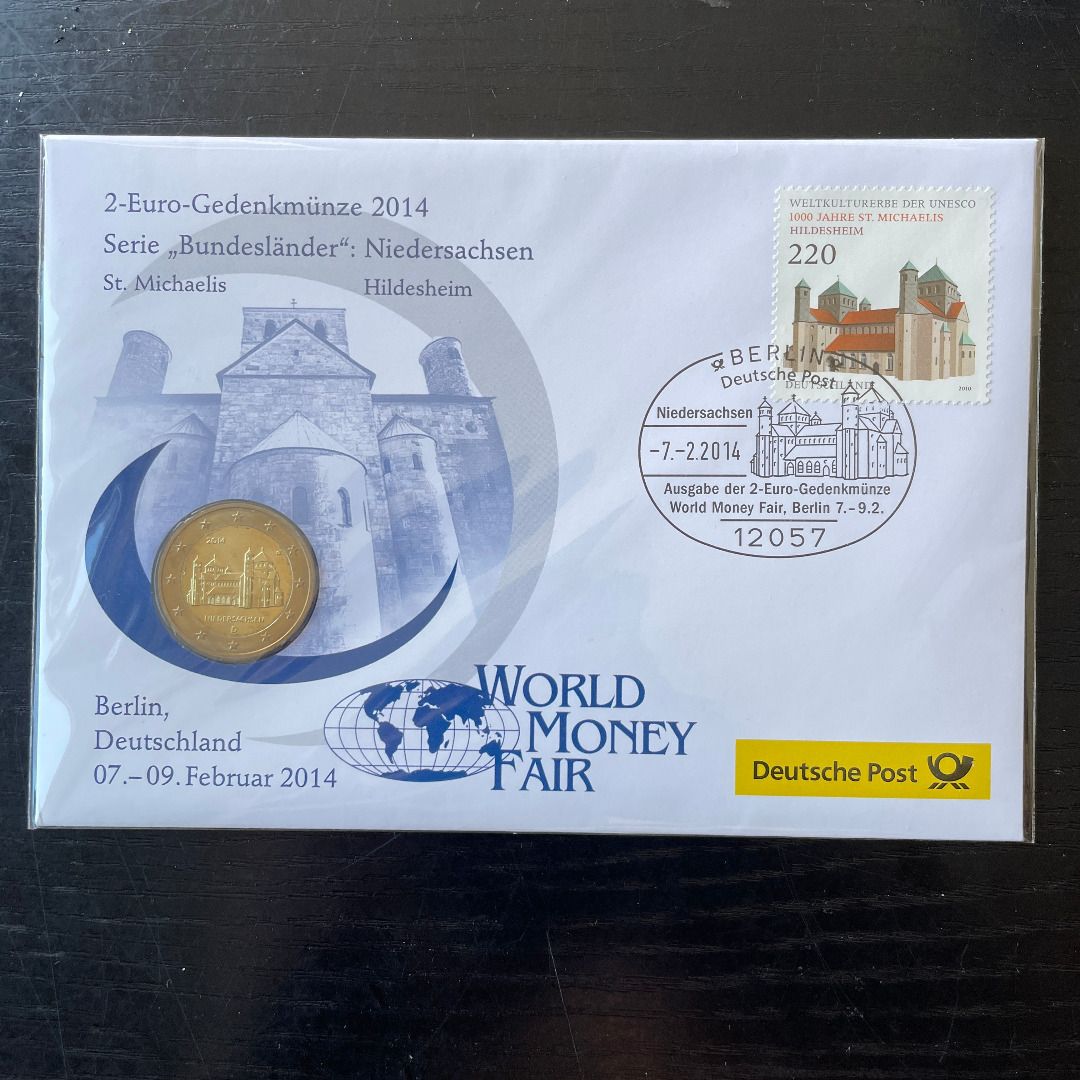 2-Euro-Gedenkmünze 2014
Serie „Bundesländer“: Niedersachsen
St. Michaelis Hildesheim
WELTKULTURERBE DER UNESCO
1000 JAHRE ST. MICHAELIS
HILDESHEIM
220
DEUTSCHLAND
2010
BERLIN
Deutsche Post
Niedersachsen
-7.-2.2014
Ausgabe der 2-Euro-Gedenkmünze
World Money Fair, Berlin 7.-9.2.
12057
2014
NIEDERSACHSEN
D
Berlin,
Deutschland
07.–09. Februar 2014
WORLD
MONEY
FAIR
Deutsche Post